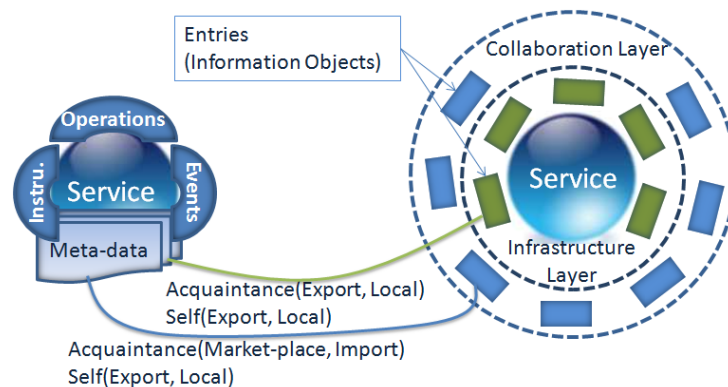 Entries
(Information Objects)
Collaboration Layer
Operations
Instru.
Service
Events
Meta-data
Service
Infrastructure
Layer
Acquaintance(Export, Local)
Self(Export, Local)
Acquaintance(Market-place, Import)
Self(Export, Local)